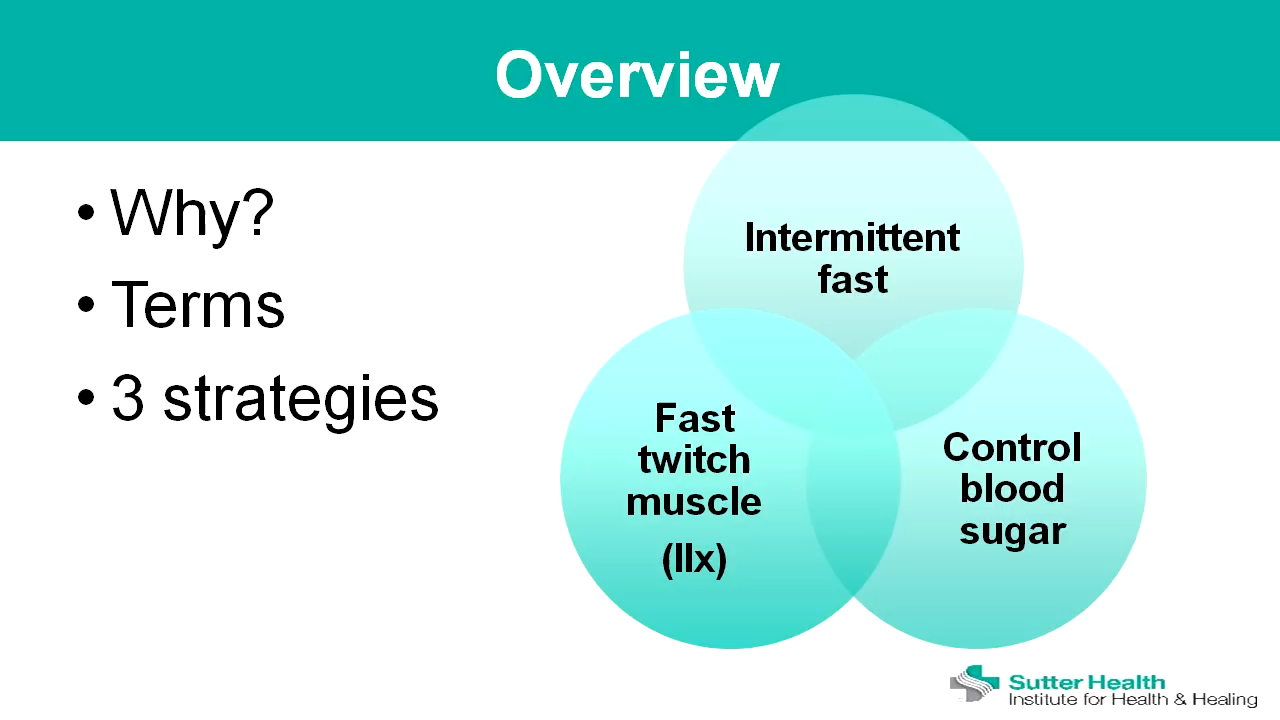 Overview
• Why?
• Terms
• 3 strategies
Intermittent
fast
Fast
twitch
muscle
(IIx)
Control
blood
sugar
Sutter Health
Institute for Health & Healing